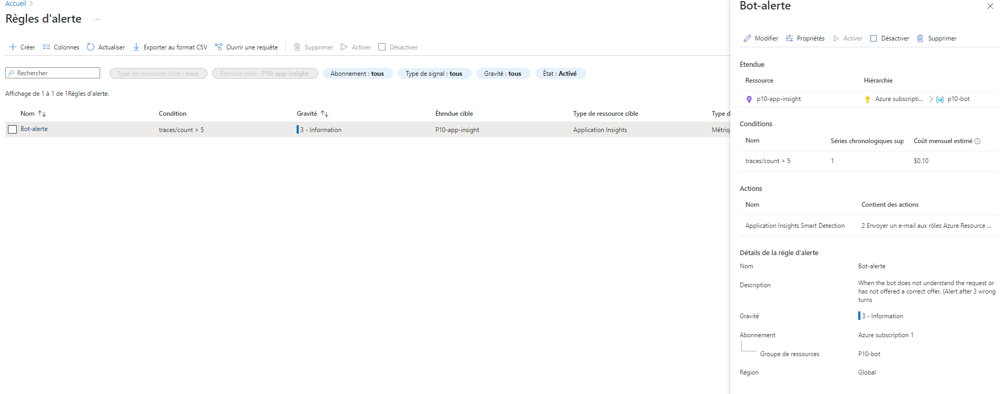 Accueil >
Règles d'alerte ...
Créer Colonnes Actualiser Exporter au format CSV Ouvrir une requête Supprimer Activer Désactiver
Rechercher Type de ressource cible : tous Étendue cible : P10-app-insight Abonnement : tous Type de signal : tous Gravité : tous État : Activé
Affichage de 1 à 1 de 1Règles d'alerte.
Nom Condition Gravité Étendue cible Type de ressource cible Type d
Bot-alerte traces/count > 5 3 - Information P10-app-insight Application Insights Métriq
Bot-alerte
Modifier Propriétés Activer Désactiver Supprimer
Étendue
Ressource Hiérarchie
p10-app-insight Azure subscripti... > p10-bot
Conditions
Nom Séries chronologiques sup Coût mensuel estimé
traces/count > 5 1 $0.10
Actions
Nom Contient des actions
Application Insights Smart Detection 2 Envoyer un e-mail aux rôles Azure Resource ...
Détails de la règle d'alerte
Nom Bot-alerte
Description When the bot does not understand the request or
has not offered a correct offer. (Alert after 3 wrong
turns
Gravité 3 - Information
Abonnement Azure subscription 1
Groupe de ressources P10-bot
Région Global